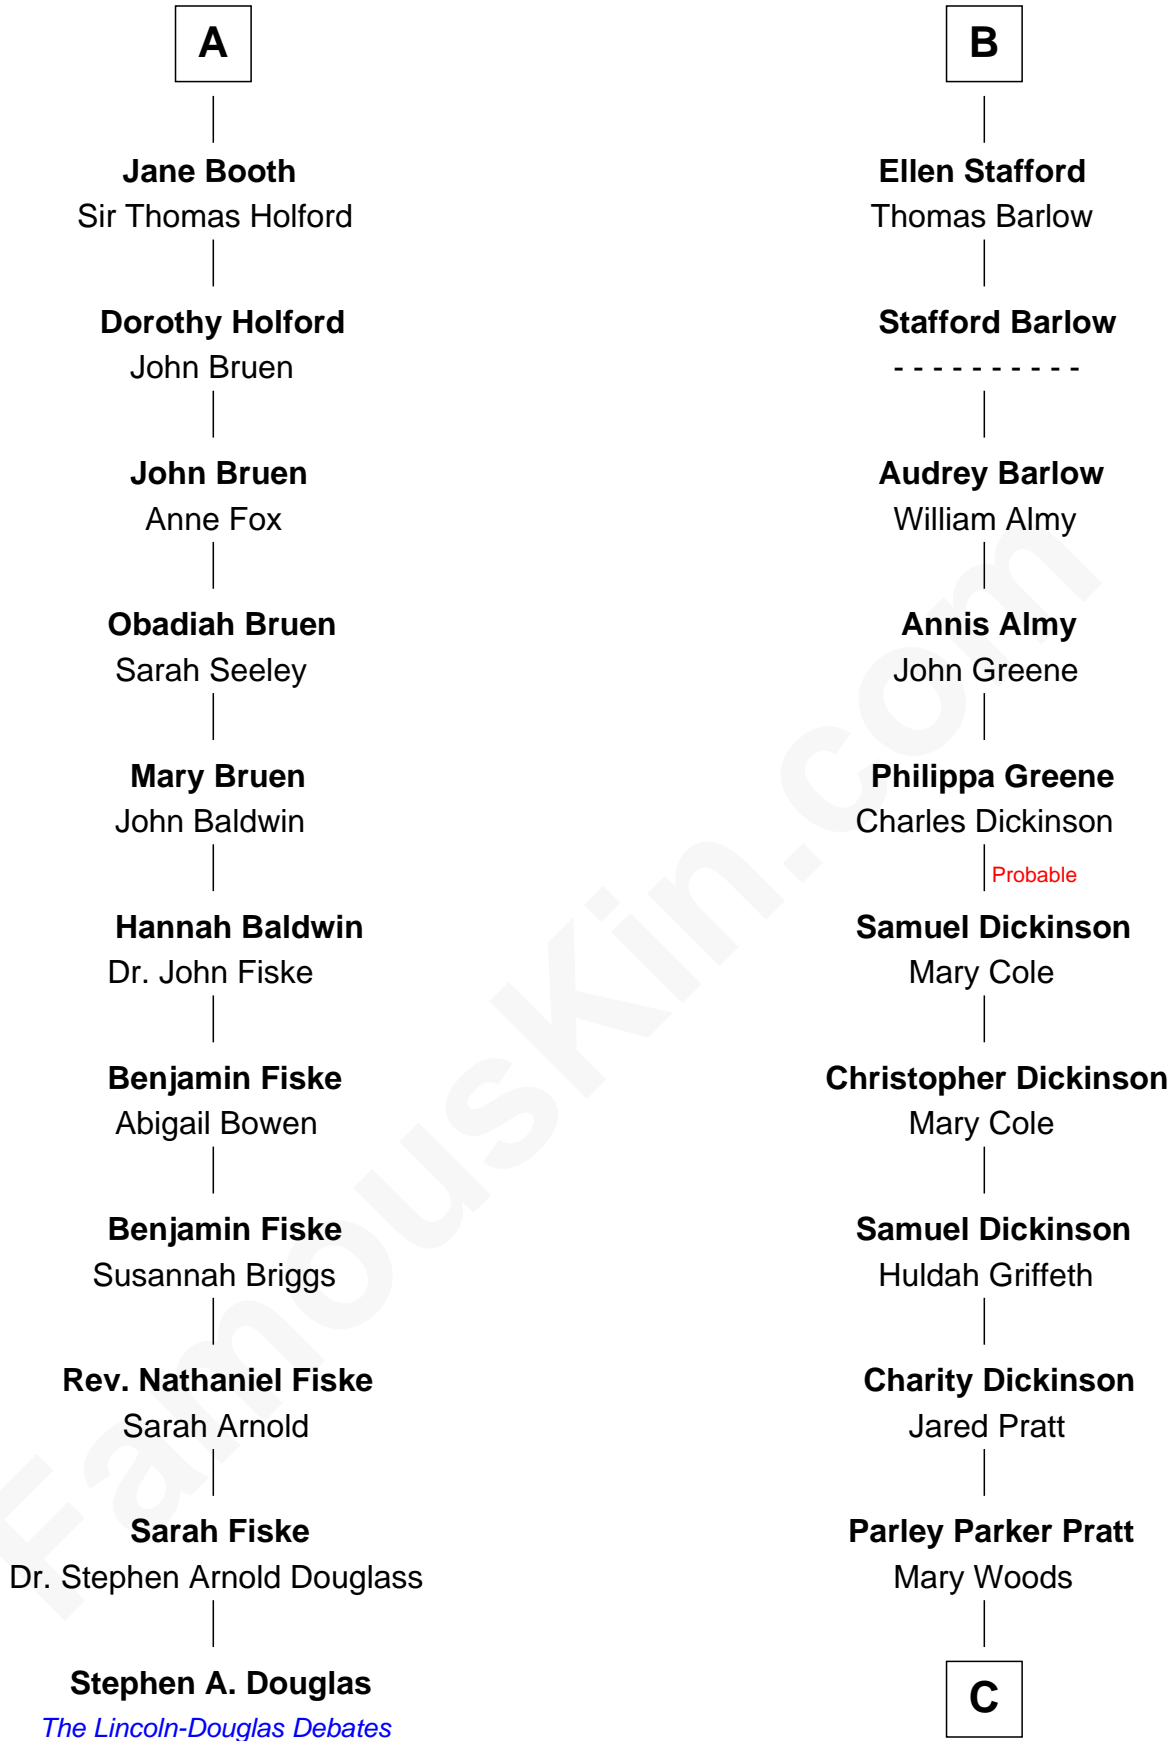 A
Jane Booth
Sir Thomas Holford
Dorothy Holford
John Bruen
John Bruen
Anne Fox
Obadiah Bruen
Sarah Seeley
Mary Bruen
John Baldwin
Hannah Baldwin
Dr. John Fiske
Benjamin Fiske
Abigail Bowen
Benjamin Fiske
Susannah Briggs
Rev. Nathaniel Fiske
Sarah Arnold
Sarah Fiske
Dr. Stephen Arnold Douglass
Stephen A. Douglas
The Lincoln-Douglas Debates
B
Ellen Stafford
Thomas Barlow
Stafford Barlow
- - - - - - - - - -
Audrey Barlow
William Almy
Annis Almy
John Greene
Philippa Greene
Charles Dickinson
Probable
Samuel Dickinson
Mary Cole
Christopher Dickinson
Mary Cole
Samuel Dickinson
Huldah Griffeth
Charity Dickinson
Jared Pratt
Parley Parker Pratt
Mary Woods
C
FamousKin.com